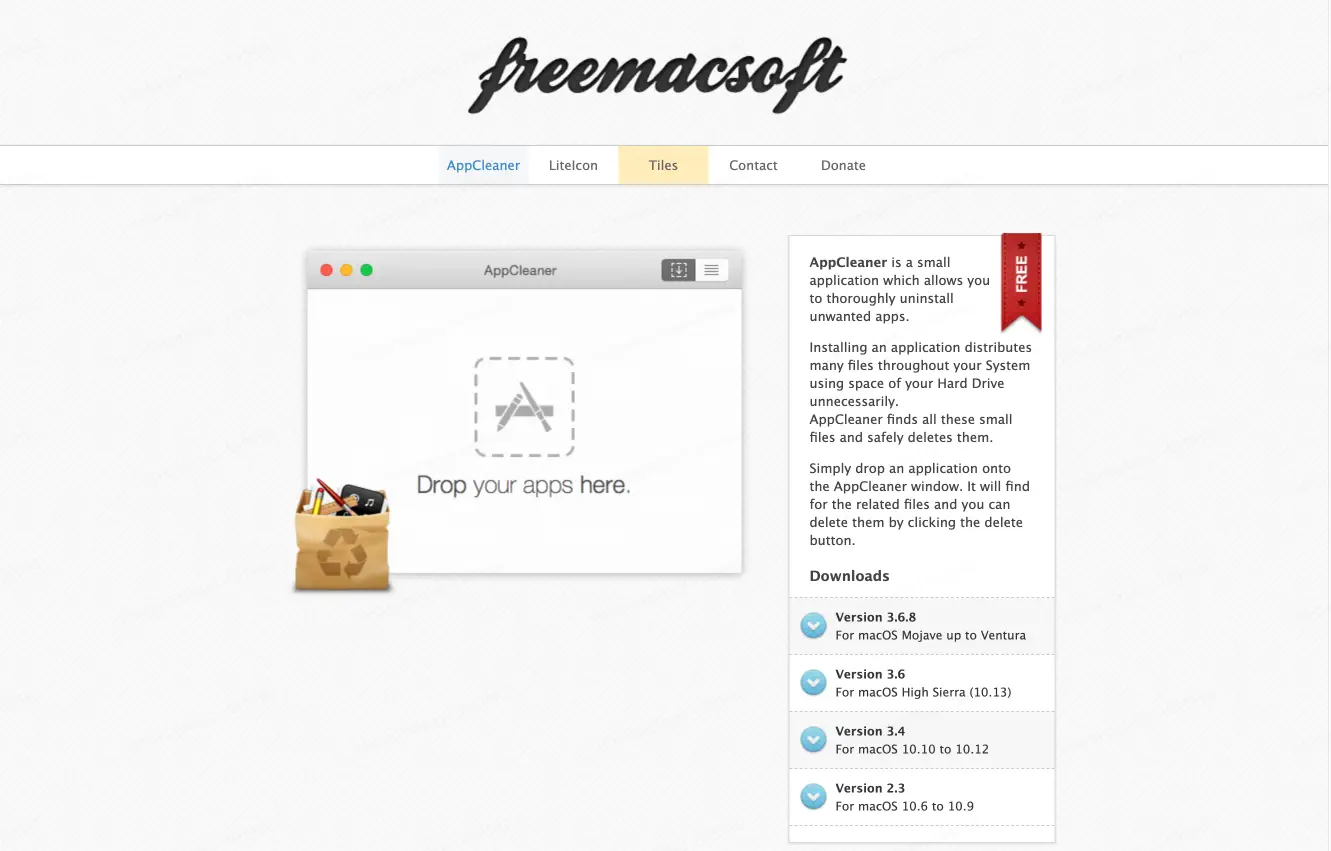 freemacsoft
AppCleaner LiteIcon Tiles Contact Donate
AppCleaner
Drop your apps here.
FREE
AppCleaner is a small
application which allows you
to thoroughly uninstall
unwanted apps.
Installing an application distributes
many files throughout your System
using space of your Hard Drive
unnecessarily.
AppCleaner finds all these small
files and safely deletes them.
Simply drop an application onto
the AppCleaner window. It will find
for the related files and you can
delete them by clicking the delete
button.
Downloads
Version 3.6.8
For macOS Mojave up to Ventura
Version 3.6
For macOS High Sierra (10.13)
Version 3.4
For macOS 10.10 to 10.12
Version 2.3
For macOS 10.6 to 10.9